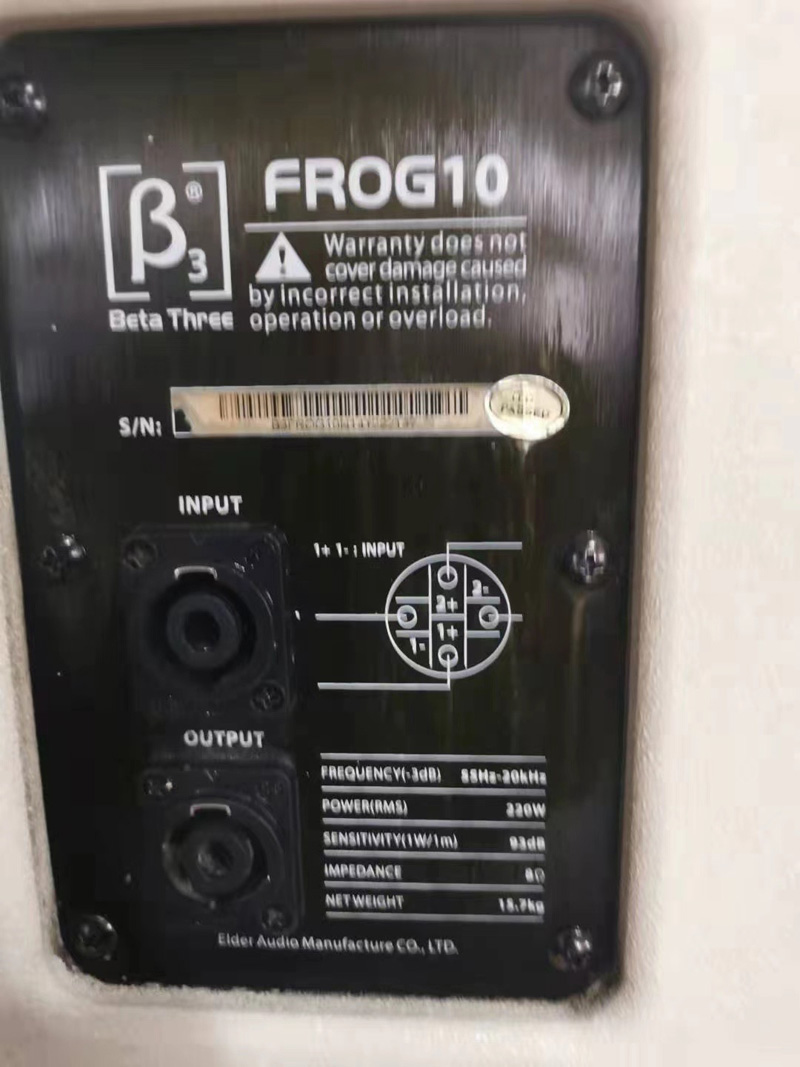 β®3
Beta Three
FROG10
Warranty does not
cover damage caused
by incorrect installation,
operation or overload.
S/N:
PASSED
INPUT
1+ 1- : INPUT
2-
2+
1+
1-
OUTPUT
FREQUENCY(-3dB) 55Hz-20kHz
POWER(RMS) 220W
SENSITIVITY(1W/1m) 93dB
IMPEDANCE 8Ω
NET WEIGHT 15.7kg
Elder Audio Manufacture CO., LTD.